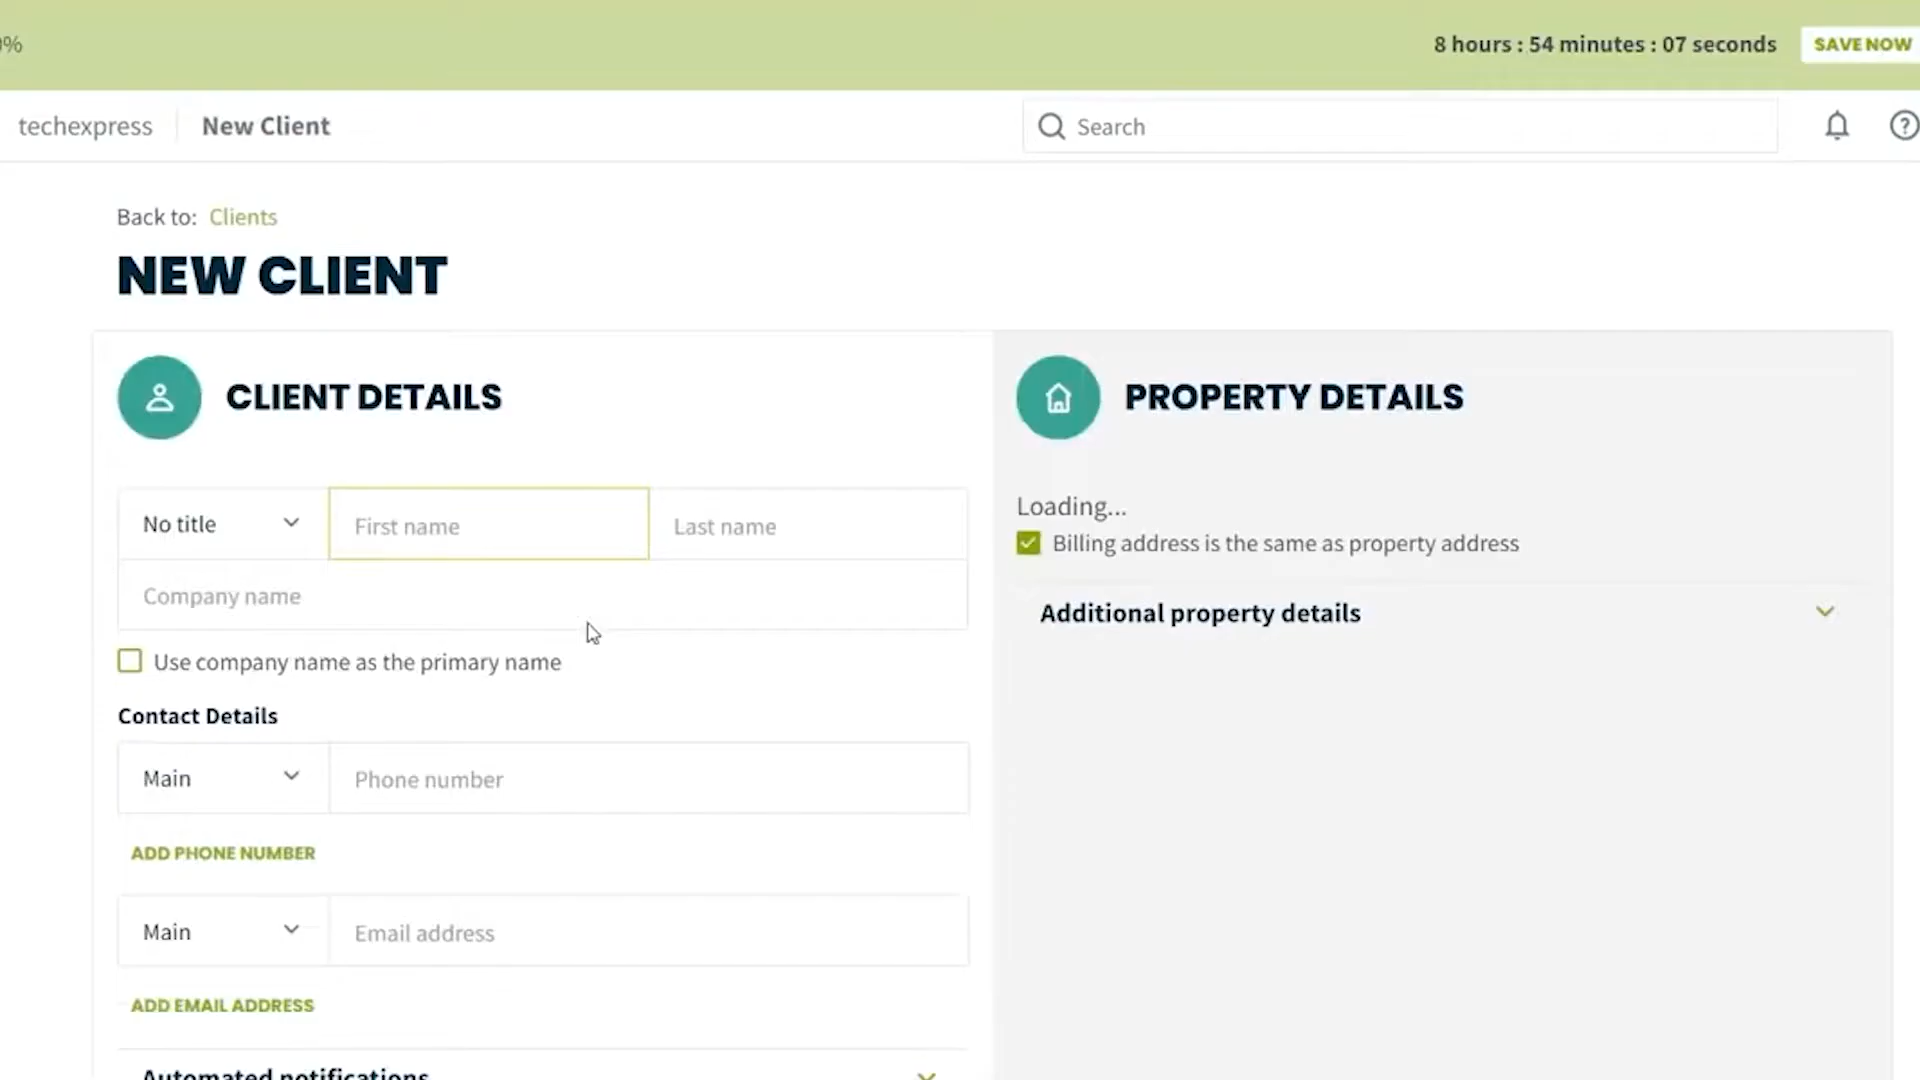 8 hours : 54 minutes : 07 seconds SAVE NOW
techexpress New Client Search
Back to: Clients
NEW CLIENT
CLIENT DETAILS
No title First name Last name
Company name
Use company name as the primary name
Contact Details
Main Phone number
ADD PHONE NUMBER
Main Email address
ADD EMAIL ADDRESS
Automated notifications
PROPERTY DETAILS
Loading...
Billing address is the same as property address
Additional property details